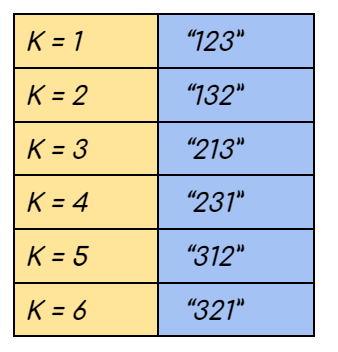 K = 1 “123”
K = 2 “132”
K = 3 “213”
K = 4 “231”
K = 5 “312”
K = 6 “321”